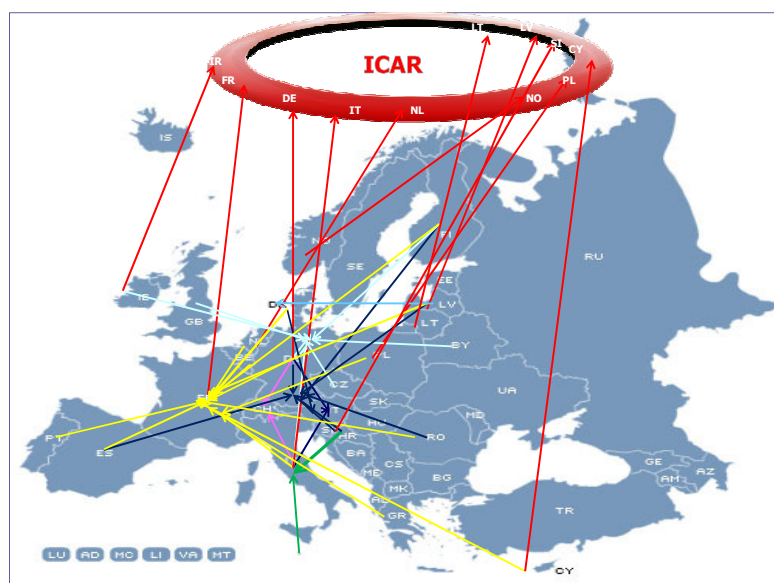 LT LV SI CY
IR ICAR
FR PL
DE IT NL NO
IS
NO
SE FI
RU
EE
IE LV
GB LT
NL BY
BE PL
CZ UA
SK
FR CH MD
PT HR RO
ES BA CS GE AZ
ME BG AM
MK
AL
GR TR
LU AD MC LI VA MT CY